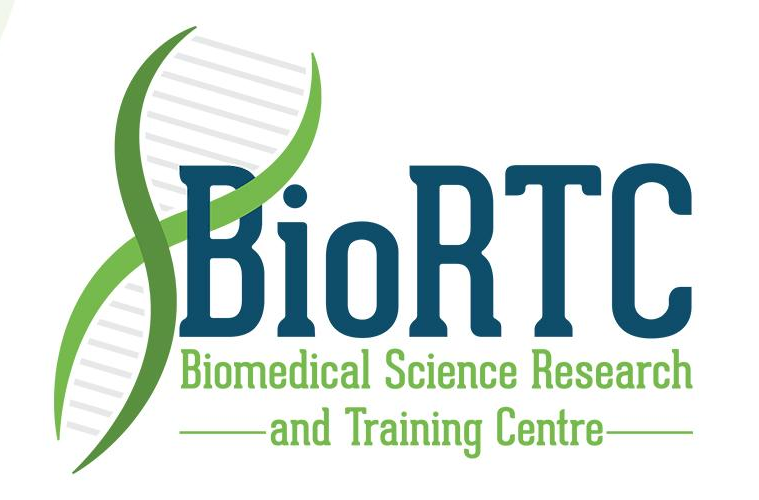 BioRTC
Biomedical Science Research
and Training Centre